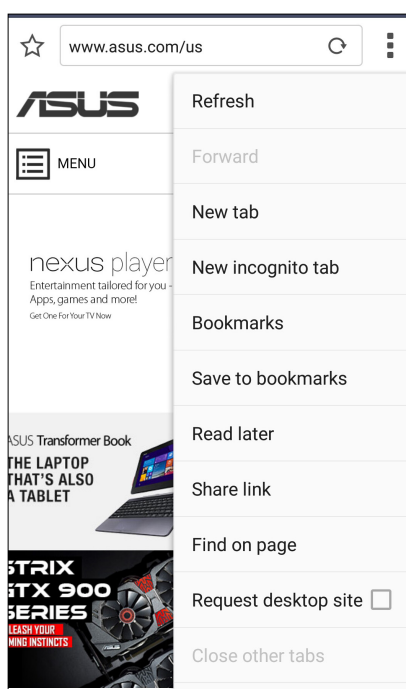 www.asus.com/us
ASUS
MENU
nexus player
Entertainment tailored for you -
Apps, games and more!
Get One For Your TV Now
ASUS Transformer Book
THE LAPTOP
THAT'S ALSO
A TABLET
STRIX
GTX 900
SERIES
LEASH YOUR
MING INSTINCTS
Refresh
Forward
New tab
New incognito tab
Bookmarks
Save to bookmarks
Read later
Share link
Find on page
Request desktop site
Close other tabs